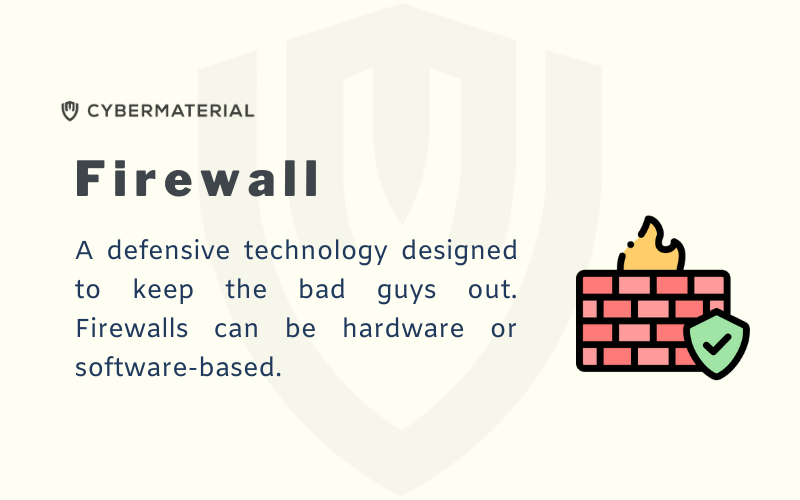 CYBERMATERIAL
Firewall
A defensive technology designed
to keep the bad guys out.
Firewalls can be hardware or
software-based.